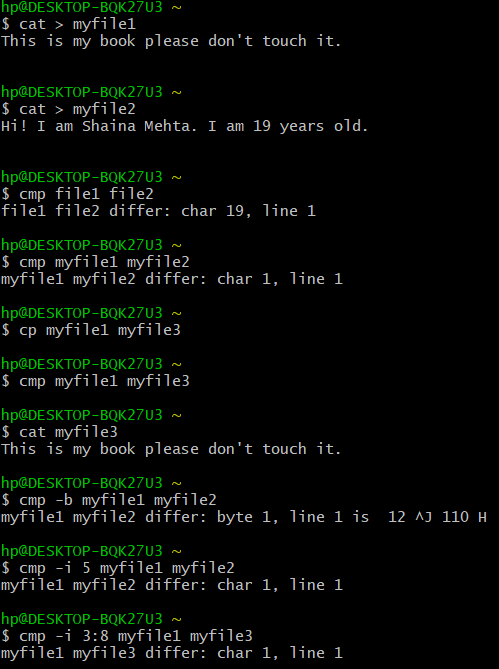 hp@DESKTOP-BQK27U3 ~
$ cat > myfile1
This is my book please don't touch it.
hp@DESKTOP-BQK27U3 ~
$ cat > myfile2
Hi! I am Shaina Mehta. I am 19 years old.
hp@DESKTOP-BQK27U3 ~
$ cmp file1 file2
file1 file2 differ: char 19, line 1
hp@DESKTOP-BQK27U3 ~
$ cmp myfile1 myfile2
myfile1 myfile2 differ: char 1, line 1
hp@DESKTOP-BQK27U3 ~
$ cp myfile1 myfile3
hp@DESKTOP-BQK27U3 ~
$ cmp myfile1 myfile3
hp@DESKTOP-BQK27U3 ~
$ cat myfile3
This is my book please don't touch it.
hp@DESKTOP-BQK27U3 ~
$ cmp -b myfile1 myfile2
myfile1 myfile2 differ: byte 1, line 1 is  12 ^J 110 H
hp@DESKTOP-BQK27U3 ~
$ cmp -i 5 myfile1 myfile2
myfile1 myfile2 differ: char 1, line 1
hp@DESKTOP-BQK27U3 ~
$ cmp -i 3:8 myfile1 myfile3
myfile1 myfile3 differ: char 1, line 1